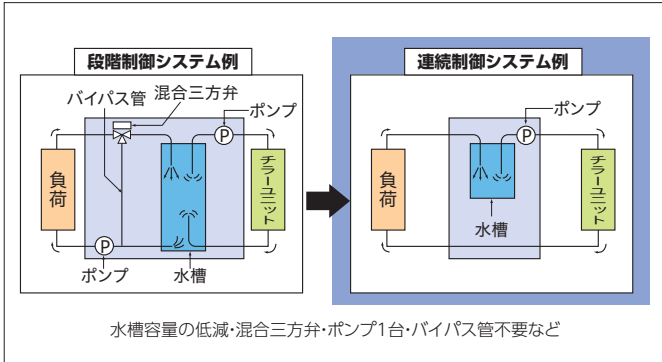 段階制御システム例
連続制御システム例
バイパス管
混合三方弁
ポンプ
P
負荷
チラーユニット
P
ポンプ
水槽
ポンプ
P
負荷
チラーユニット
水槽
水槽容量の低減・混合三方弁・ポンプ1台・バイパス管不要など